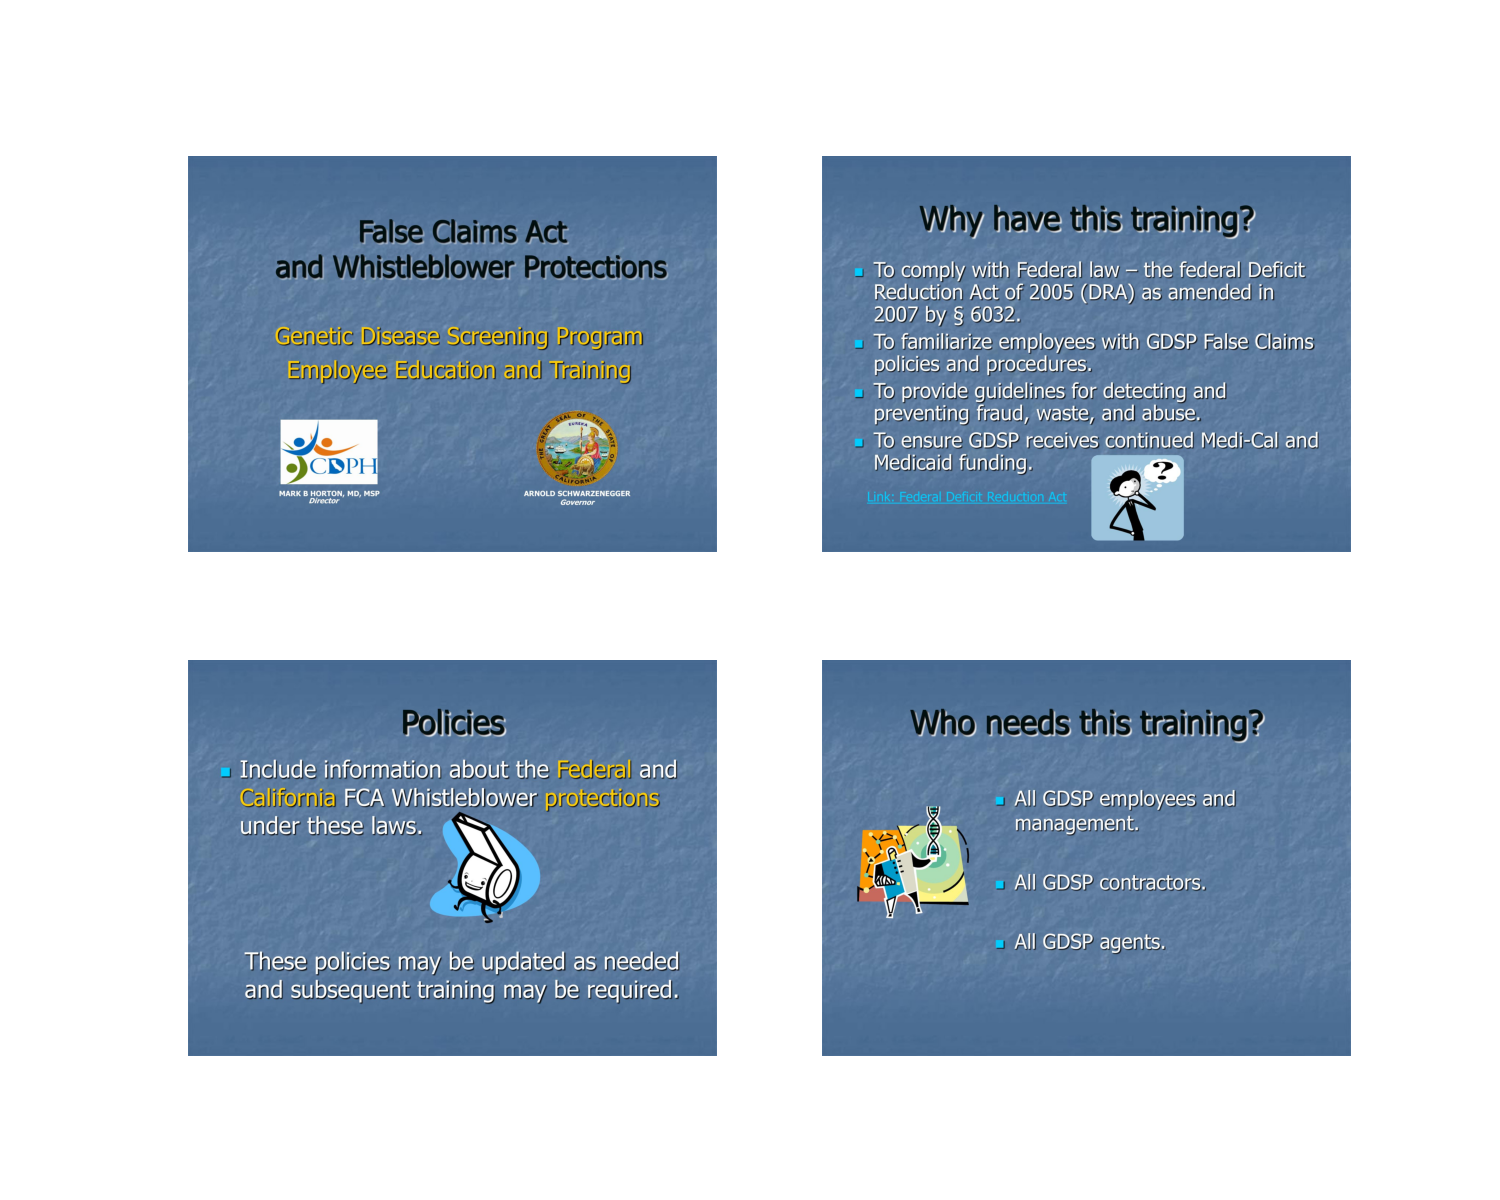 False Claims Act
and Whistleblower Protections
Genetic Disease Screening Program
Employee Education and Training
CDPH
MARK B HORTON, MD, MSP
Director
THE GREAT SEAL OF THE STATE OF CALIFORNIA
EUREKA
ARNOLD SCHWARZENEGGER
Governor
Why have this training?
To comply with Federal law – the federal Deficit
Reduction Act of 2005 (DRA) as amended in
2007 by § 6032.
To familiarize employees with GDSP False Claims
policies and procedures.
To provide guidelines for detecting and
preventing fraud, waste, and abuse.
To ensure GDSP receives continued Medi-Cal and
Medicaid funding.
?
Link: Federal Deficit Reduction Act
Policies
Include information about the Federal and
California FCA Whistleblower protections
under these laws.
These policies may be updated as needed
and subsequent training may be required.
Who needs this training?
All GDSP employees and
management.
All GDSP contractors.
All GDSP agents.